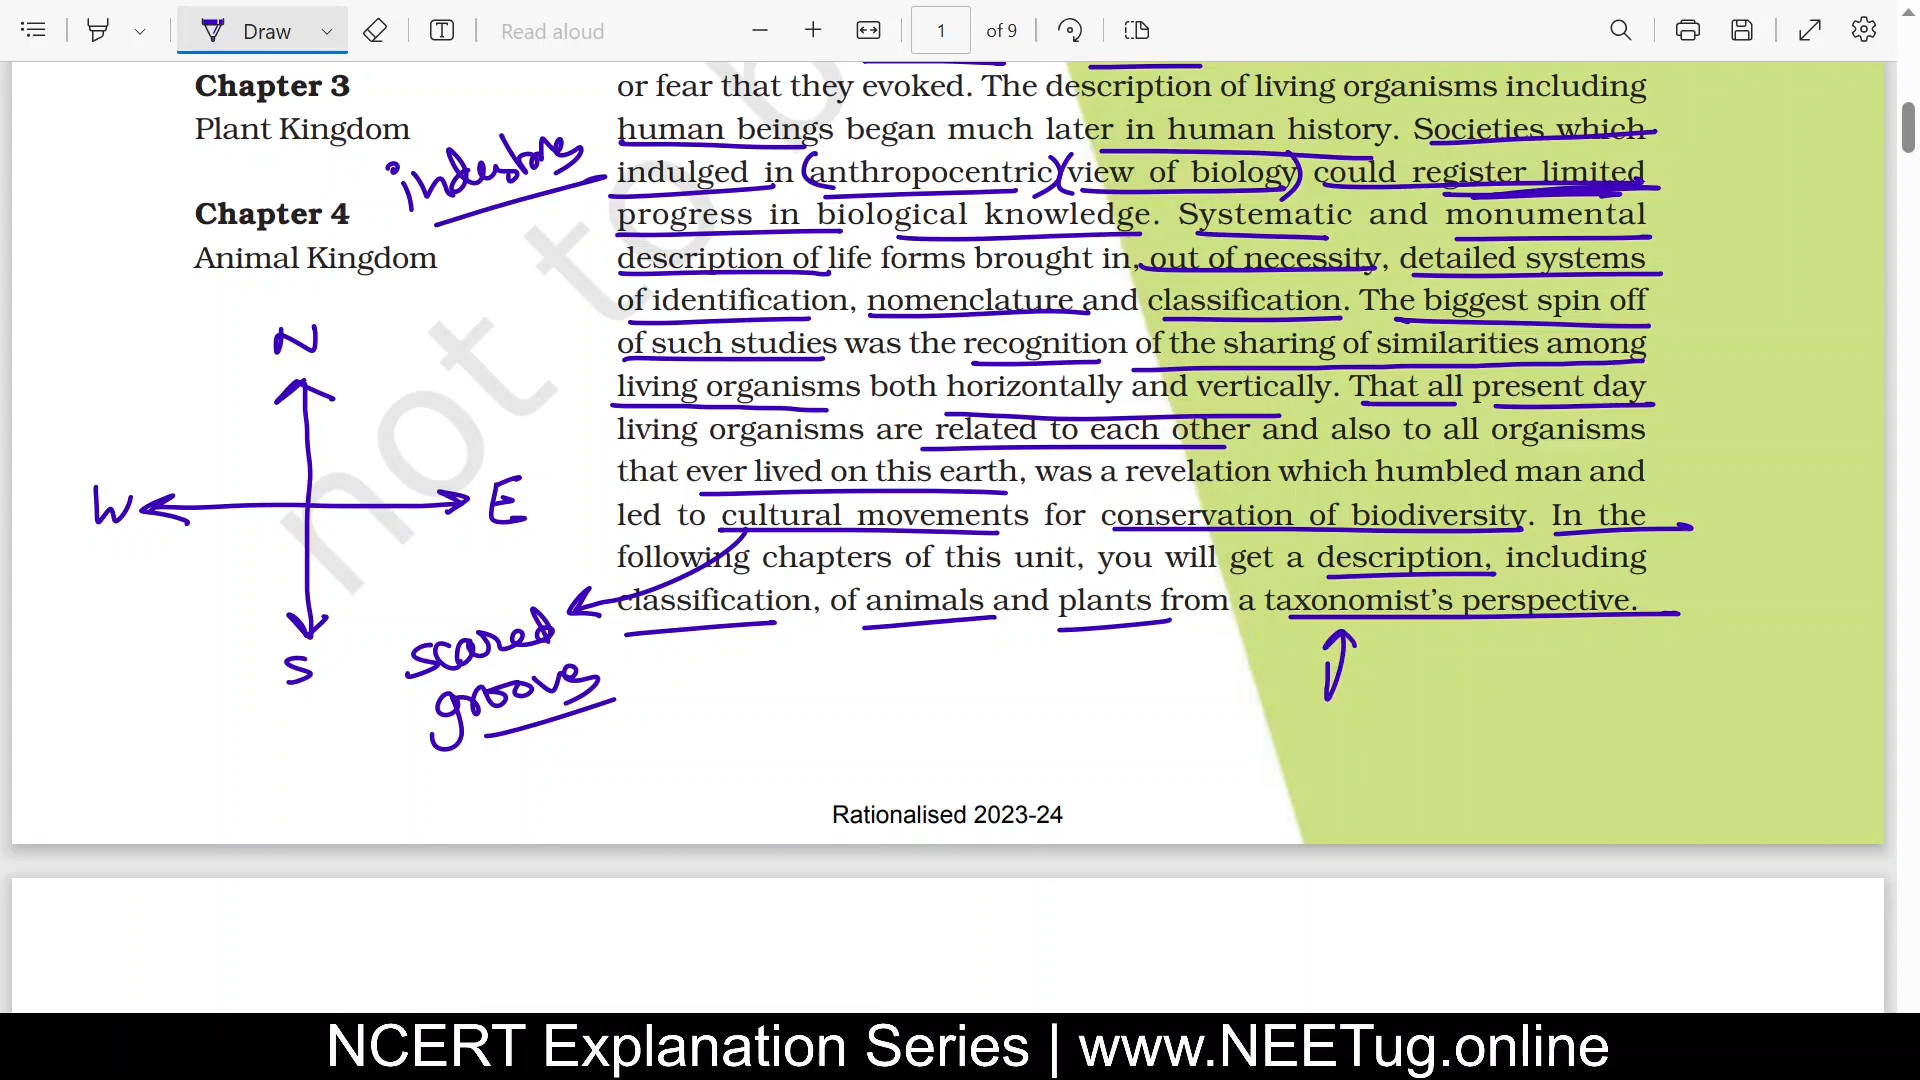 Draw
Read aloud
1 of 9
Chapter 3
Plant Kingdom
Chapter 4
Animal Kingdom
or fear that they evoked. The description of living organisms including
human beings began much later in human history. Societies which
indulged in anthropocentric view of biology could register limited
progress in biological knowledge. Systematic and monumental
description of life forms brought in, out of necessity, detailed systems
of identification, nomenclature and classification. The biggest spin off
of such studies was the recognition of the sharing of similarities among
living organisms both horizontally and vertically. That all present day
living organisms are related to each other and also to all organisms
that ever lived on this earth, was a revelation which humbled man and
led to cultural movements for conservation of biodiversity. In the
following chapters of this unit, you will get a description, including
classification, of animals and plants from a taxonomist's perspective.
N
W
E
S
scared
grooves
not to b
Rationalised 2023-24
NCERT Explanation Series | www.NEETug.online